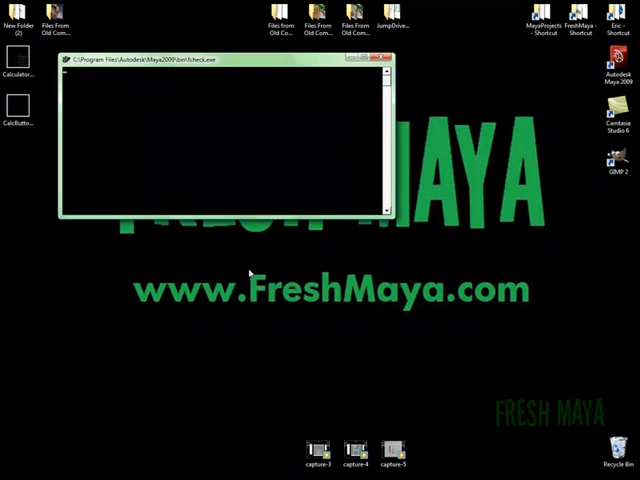 New Folder (2)
Files From Old Com...
Files from Old Co...
Files From Old Com...
Files From Old Com...
JumpDrive...
MayaProjects - Shortcut
FreshMaya - Shortcut
Eric - Shortcut
C:\Program Files\Autodesk\Maya2009\bin\fcheck.exe
Calculator...
Autodesk Maya 2009
CalcButto...
Camtasia Studio 6
GIMP 2
MAYA
www.FreshMaya.com
FRESH MAYA
capture-3
capture-4
capture-5
Recycle Bin